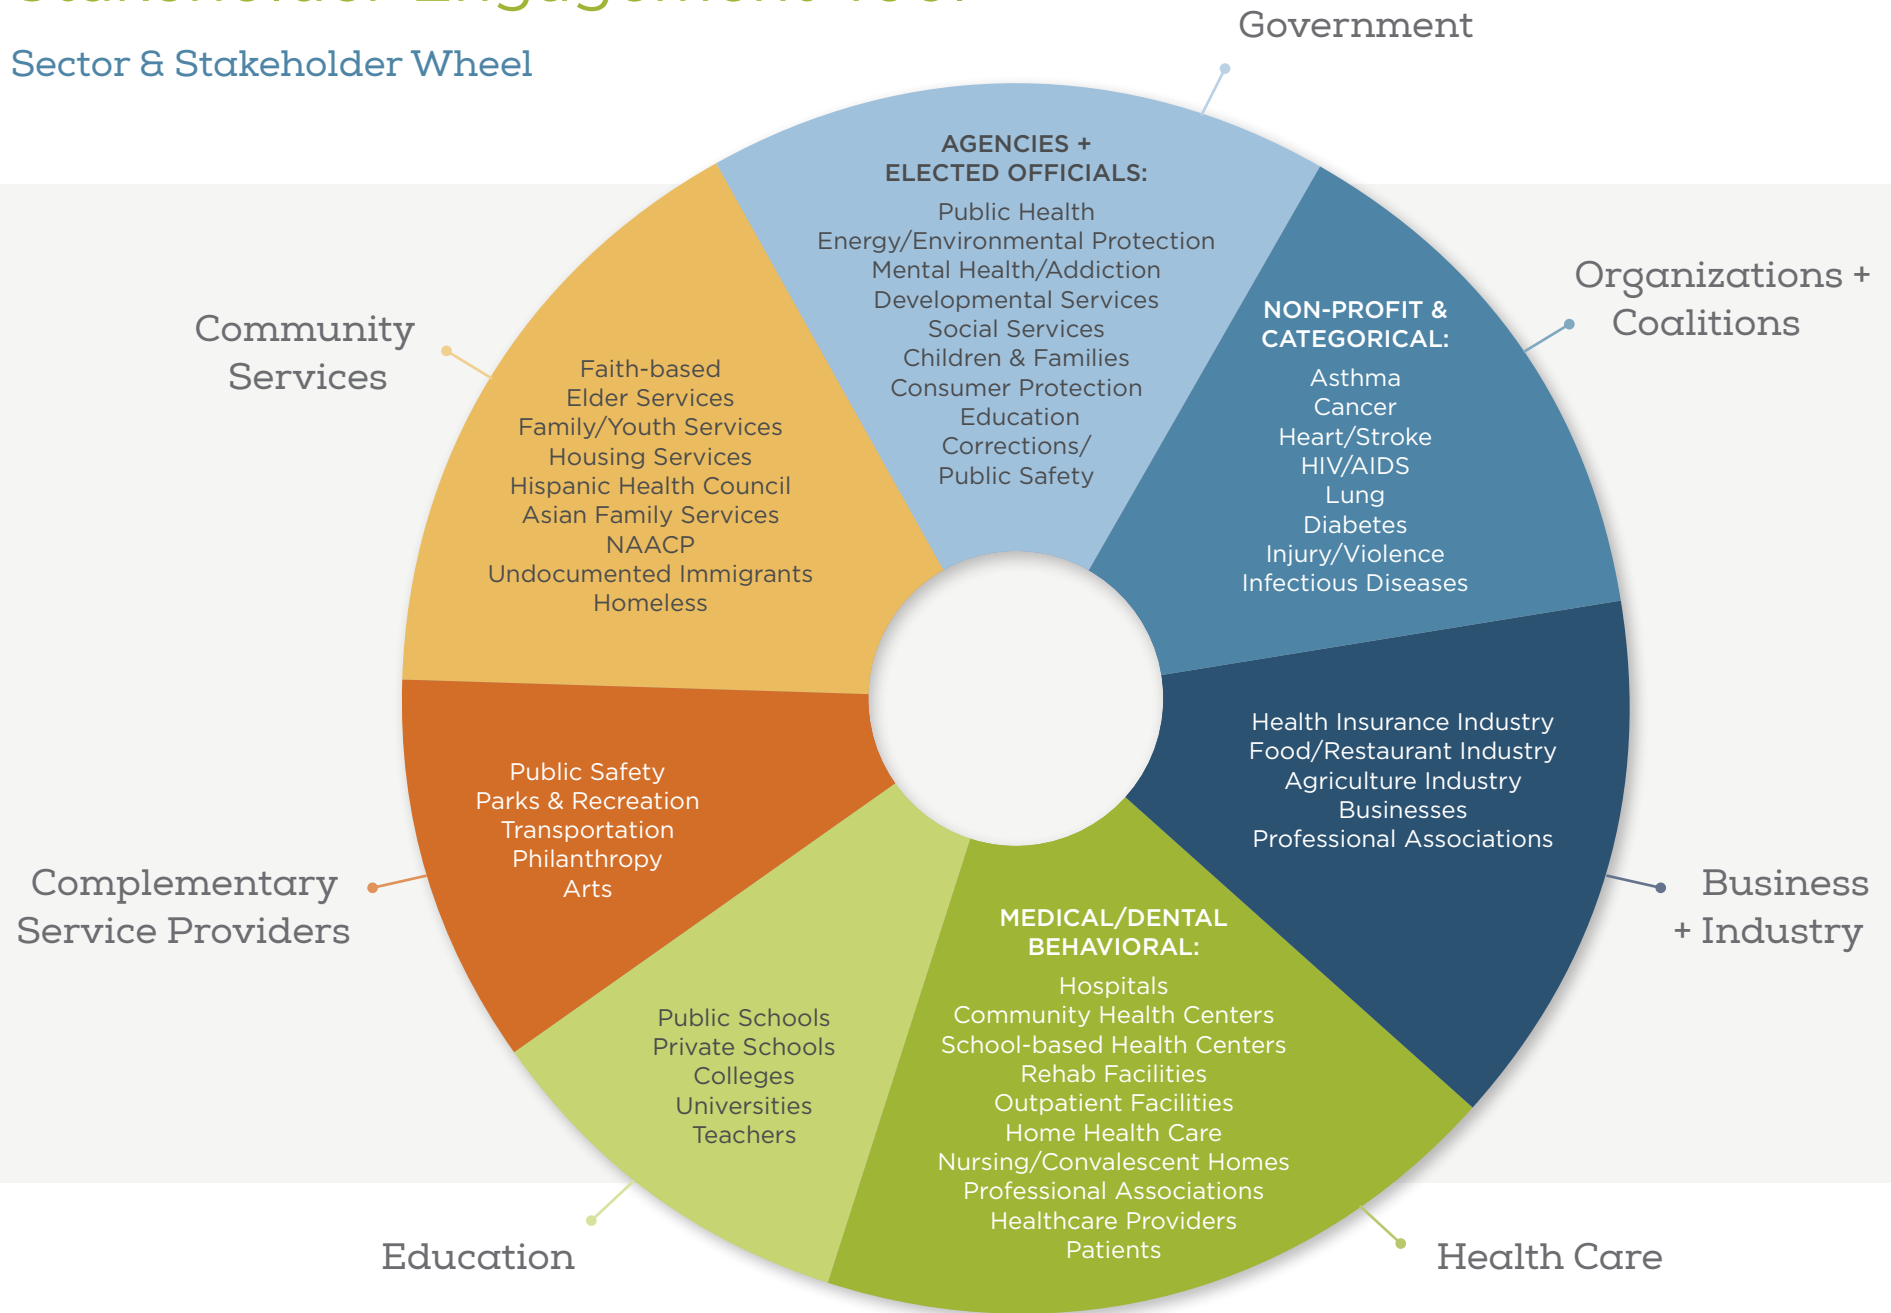 Stakeholder Engagement Tool
Sector & Stakeholder Wheel
Government
AGENCIES +
ELECTED OFFICIALS:
Public Health
Energy/Environmental Protection
Mental Health/Addiction
Developmental Services
Social Services
Children & Families
Consumer Protection
Education
Corrections/
Public Safety
Organizations +
Coalitions
NON-PROFIT &
CATEGORICAL:
Asthma
Cancer
Heart/Stroke
HIV/AIDS
Lung
Diabetes
Injury/Violence
Infectious Diseases
Business
+ Industry
Health Insurance Industry
Food/Restaurant Industry
Agriculture Industry
Businesses
Professional Associations
Health Care
MEDICAL/DENTAL
BEHAVIORAL:
Hospitals
Community Health Centers
School-based Health Centers
Rehab Facilities
Outpatient Facilities
Home Health Care
Nursing/Convalescent Homes
Professional Associations
Healthcare Providers
Patients
Education
Public Schools
Private Schools
Colleges
Universities
Teachers
Complementary
Service Providers
Public Safety
Parks & Recreation
Transportation
Philanthropy
Arts
Community
Services
Faith-based
Elder Services
Family/Youth Services
Housing Services
Hispanic Health Council
Asian Family Services
NAACP
Undocumented Immigrants
Homeless